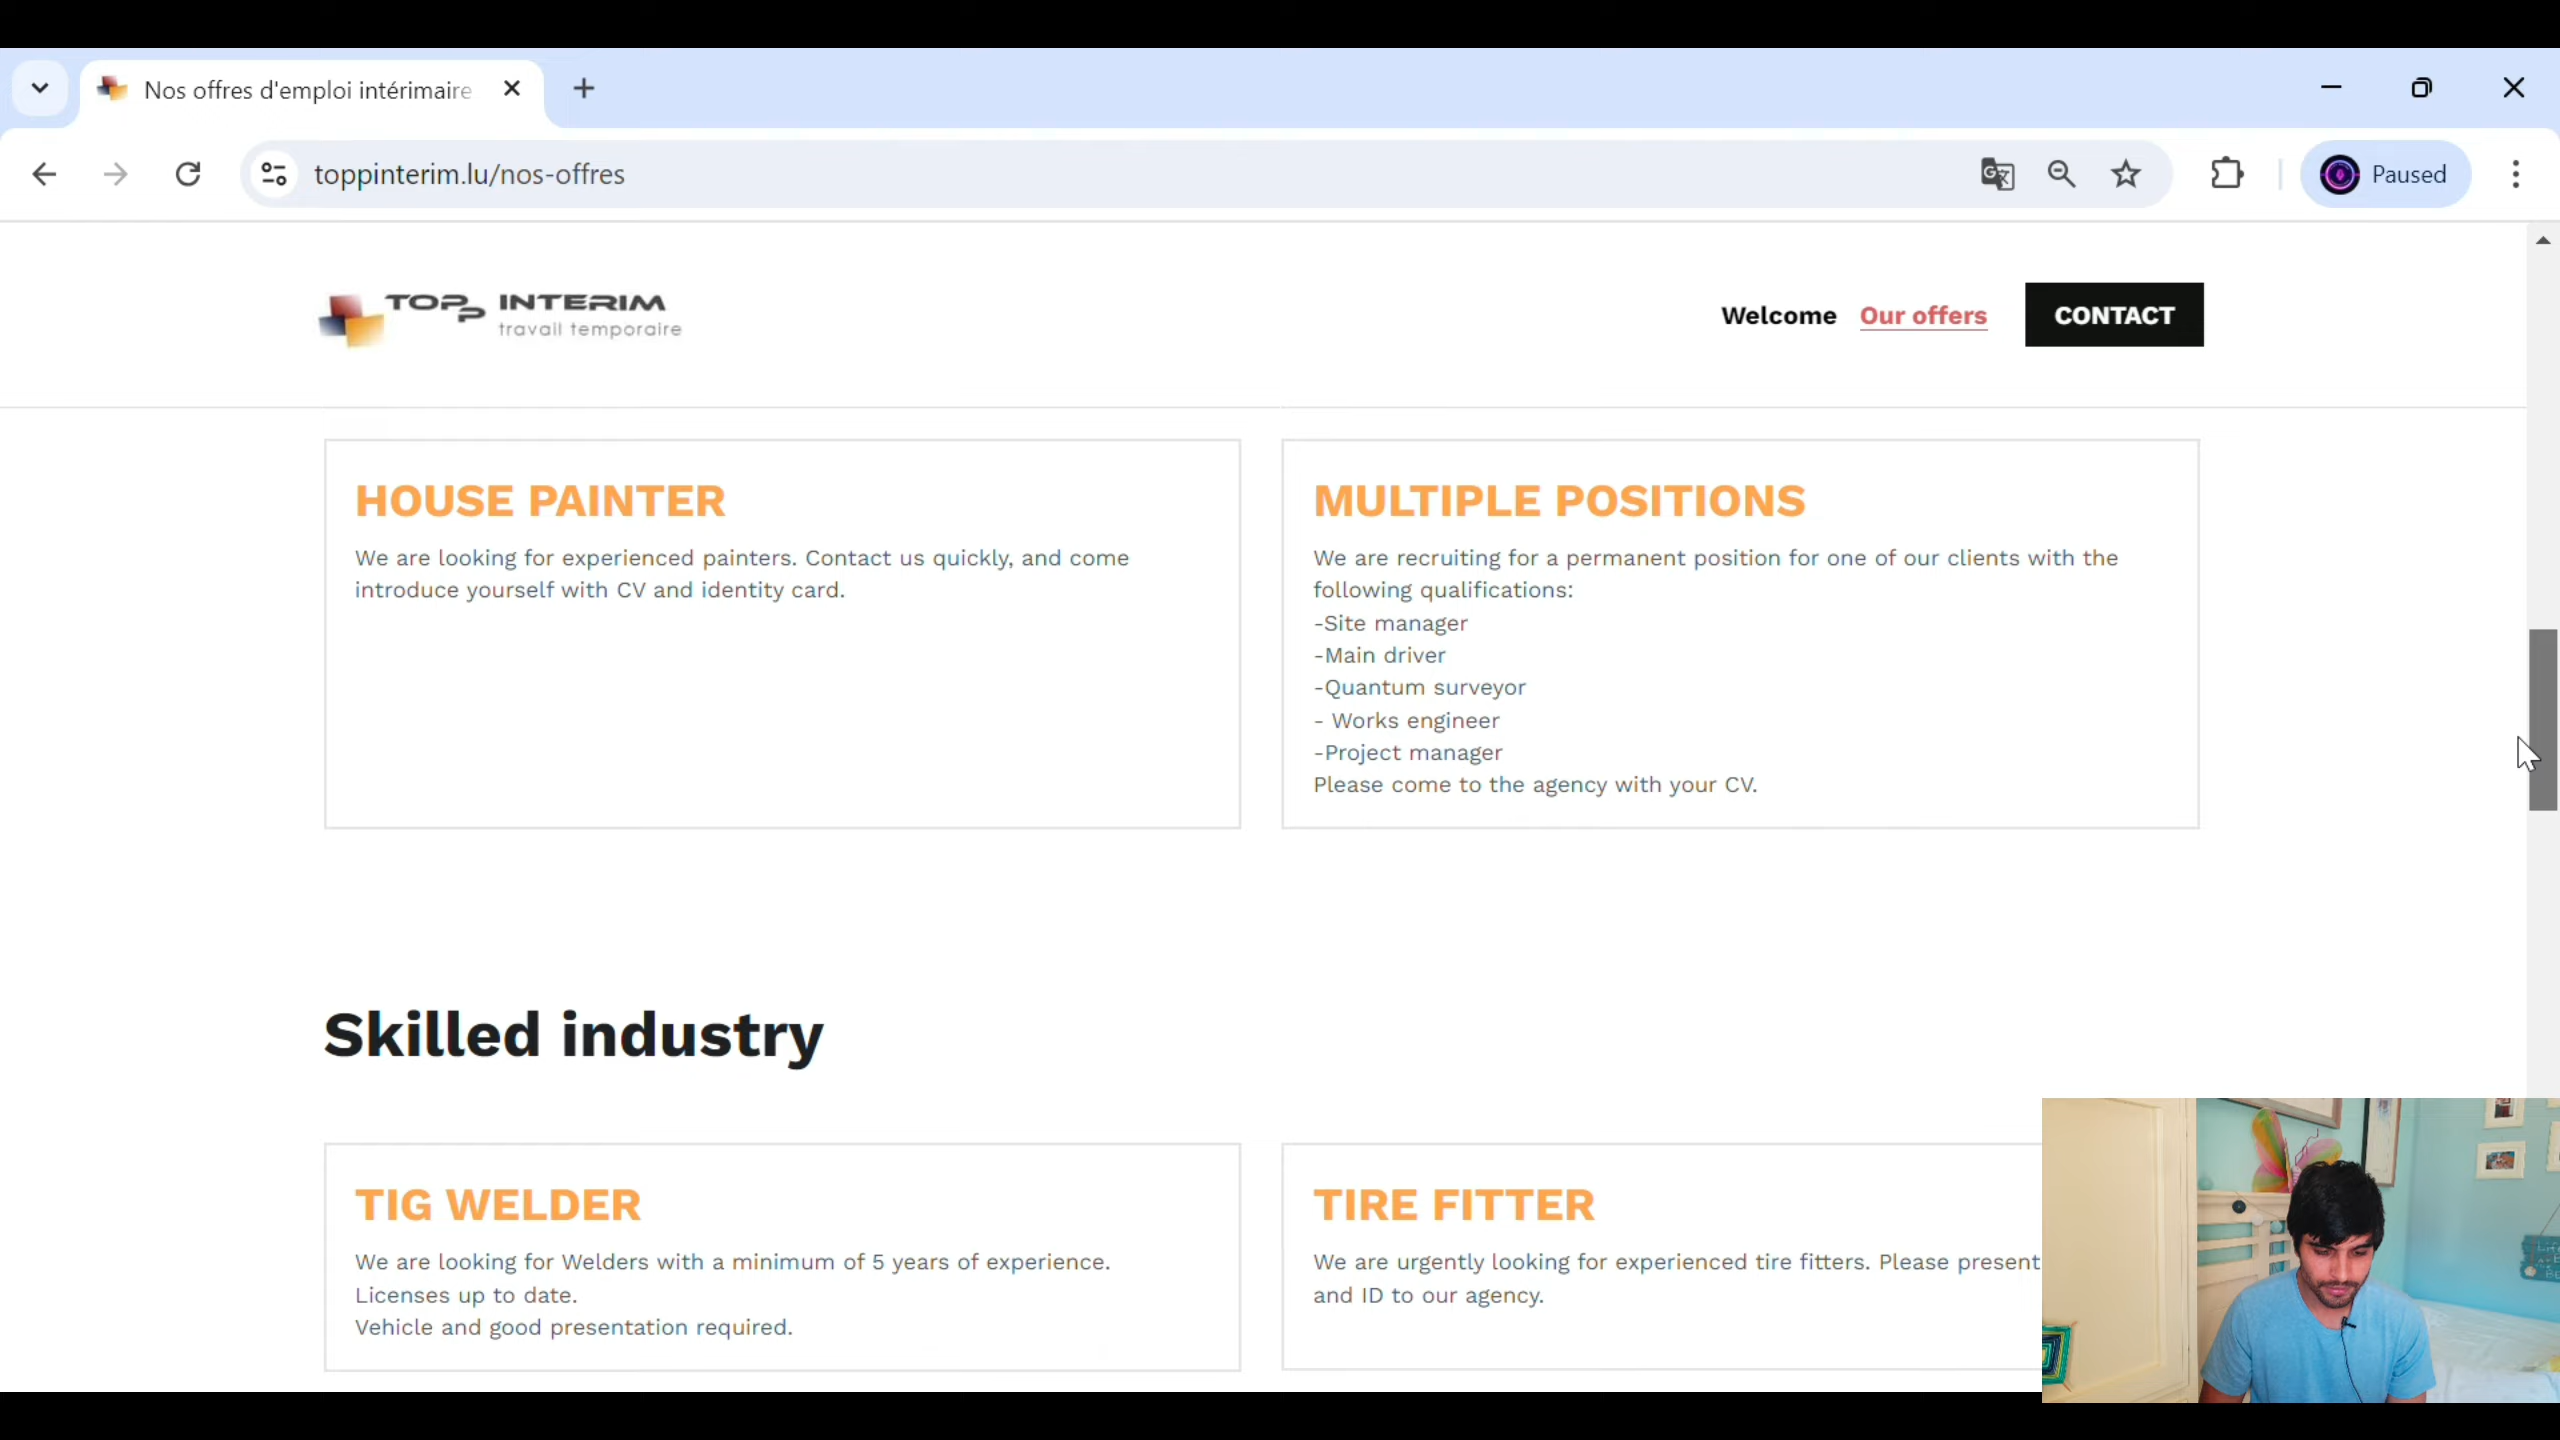 Nos offres d'emploi intérimaire
toppinterim.lu/nos-offres
Paused
TOPP INTERIM
travail temporaire
Welcome
Our offers
CONTACT
HOUSE PAINTER
We are looking for experienced painters. Contact us quickly, and come
introduce yourself with CV and identity card.
MULTIPLE POSITIONS
We are recruiting for a permanent position for one of our clients with the
following qualifications:
-Site manager
-Main driver
-Quantum surveyor
- Works engineer
-Project manager
Please come to the agency with your CV.
Skilled industry
TIG WELDER
We are looking for Welders with a minimum of 5 years of experience.
Licenses up to date.
Vehicle and good presentation required.
TIRE FITTER
We are urgently looking for experienced tire fitters. Please present
and ID to our agency.